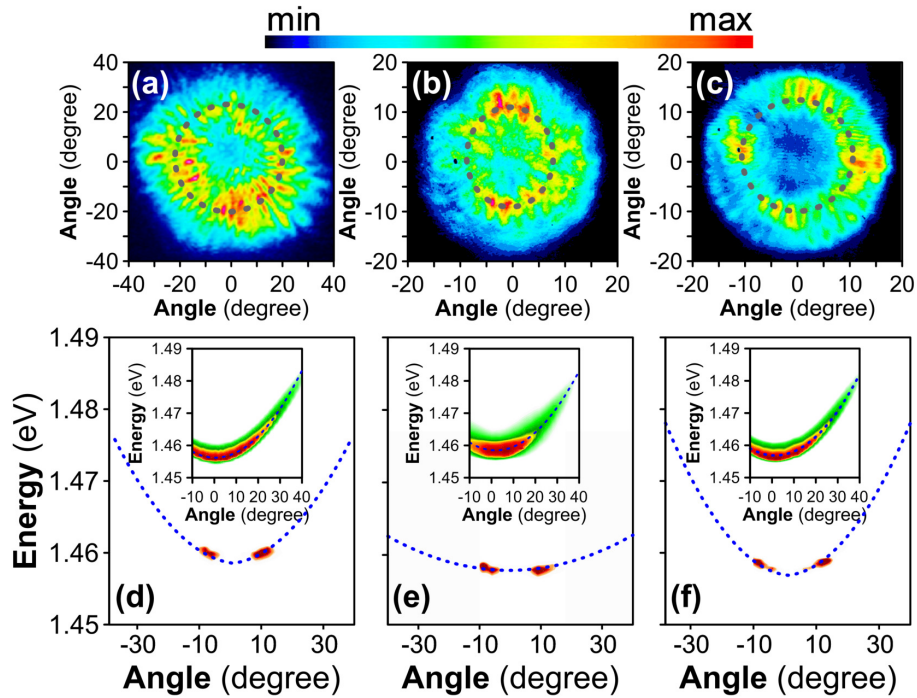 min max
(a) (b) (c)
Angle (degree) Angle (degree) Angle (degree)
40 20 0 -20 -40
20 10 0 -10 -20
20 10 0 -10 -20
-40 -20 0 20 40 -20 -10 0 10 20 -20 -10 0 10 20
Angle (degree) Angle (degree) Angle (degree)
Energy (eV)
1.49 1.48 1.47 1.46 1.45
Energy (eV) Energy (eV) Energy (eV)
1.49 1.48 1.47 1.46 1.45
1.49 1.48 1.47 1.46 1.45
1.49 1.48 1.47 1.46 1.45
-10 0 10 20 30 40 -10 0 10 20 30 40 -10 0 10 20 30 40
Angle (degree) Angle (degree) Angle (degree)
(d) (e) (f)
-30 -10 10 30 -30 -10 10 30 -30 -10 10 30
Angle (degree) Angle (degree) Angle (degree)